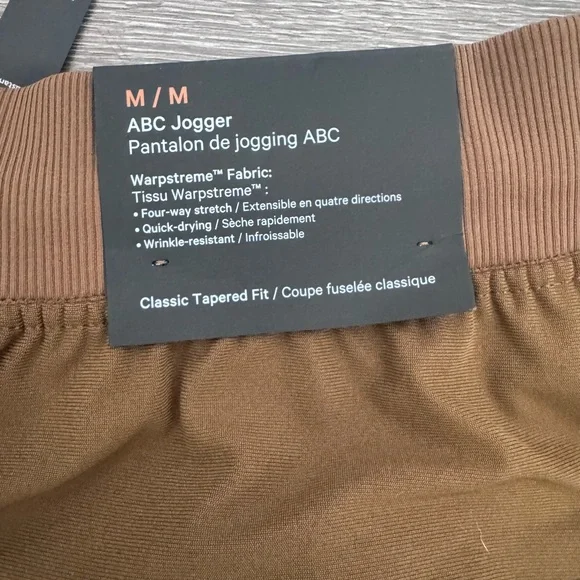 M / M
ABC Jogger
Pantalon de jogging ABC
Warpstreme™ Fabric:
Tissu Warpstreme™ :
• Four-way stretch / Extensible en quatre directions
• Quick-drying / Sèche rapidement
• Wrinkle-resistant / Infroissable
Classic Tapered Fit / Coupe fuselée classique